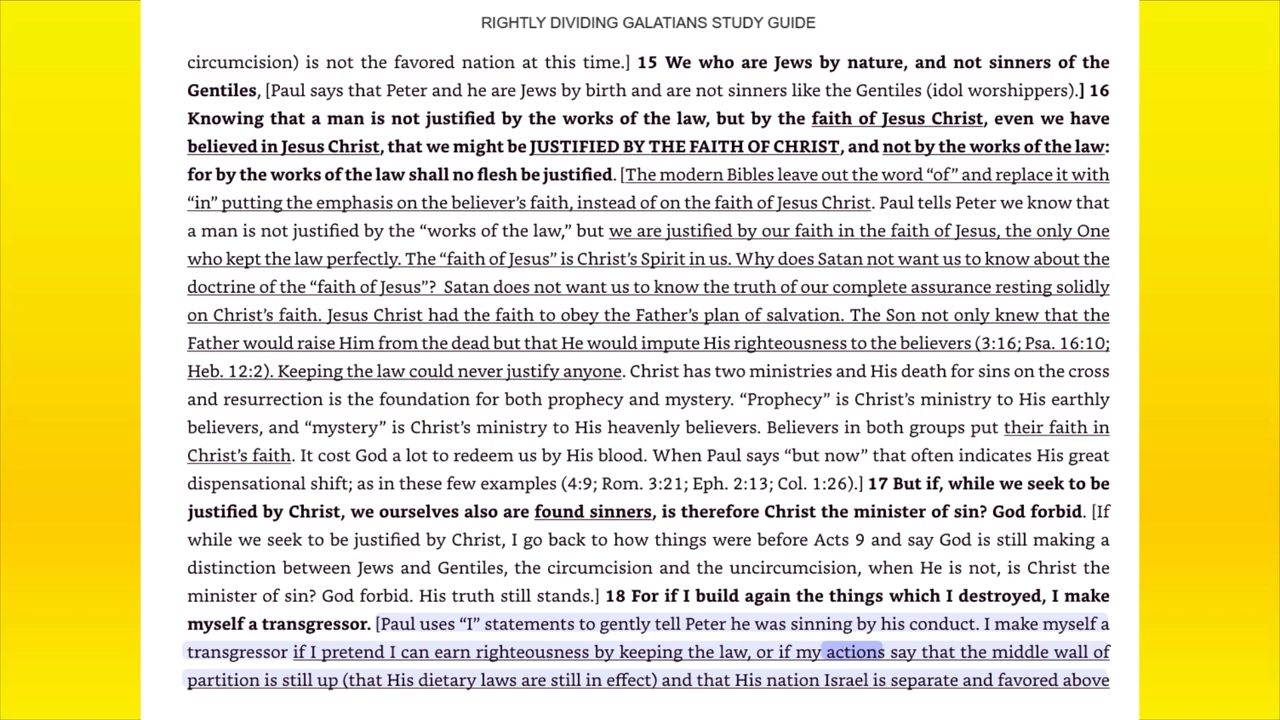 RIGHTLY DIVIDING GALATIANS STUDY GUIDE
circumcision) is not the favored nation at this time.] 15 We who are Jews by nature, and not sinners of the
Gentiles, [Paul says that Peter and he are Jews by birth and are not sinners like the Gentiles (idol worshippers).] 16
Knowing that a man is not justified by the works of the law, but by the faith of Jesus Christ, even we have
believed in Jesus Christ, that we might be JUSTIFIED BY THE FAITH OF CHRIST, and not by the works of the law:
for by the works of the law shall no flesh be justified. [The modern Bibles leave out the word “of” and replace it with
“in” putting the emphasis on the believer’s faith, instead of on the faith of Jesus Christ. Paul tells Peter we know that
a man is not justified by the “works of the law,” but we are justified by our faith in the faith of Jesus, the only One
who kept the law perfectly. The “faith of Jesus” is Christ’s Spirit in us. Why does Satan not want us to know about the
doctrine of the “faith of Jesus”? Satan does not want us to know the truth of our complete assurance resting solidly
on Christ’s faith. Jesus Christ had the faith to obey the Father’s plan of salvation. The Son not only knew that the
Father would raise Him from the dead but that He would impute His righteousness to the believers (3:16; Psa. 16:10;
Heb. 12:2). Keeping the law could never justify anyone. Christ has two ministries and His death for sins on the cross
and resurrection is the foundation for both prophecy and mystery. “Prophecy” is Christ’s ministry to His earthly
believers, and “mystery” is Christ’s ministry to His heavenly believers. Believers in both groups put their faith in
Christ’s faith. It cost God a lot to redeem us by His blood. When Paul says “but now” that often indicates His great
dispensational shift; as in these few examples (4:9; Rom. 3:21; Eph. 2:13; Col. 1:26).] 17 But if, while we seek to be
justified by Christ, we ourselves also are found sinners, is therefore Christ the minister of sin? God forbid. [If
while we seek to be justified by Christ, I go back to how things were before Acts 9 and say God is still making a
distinction between Jews and Gentiles, the circumcision and the uncircumcision, when He is not, is Christ the
minister of sin? God forbid. His truth still stands.] 18 For if I build again the things which I destroyed, I make
myself a transgressor. [Paul uses “I” statements to gently tell Peter he was sinning by his conduct. I make myself a
transgressor if I pretend I can earn righteousness by keeping the law, or if my actions say that the middle wall of
partition is still up (that His dietary laws are still in effect) and that His nation Israel is separate and favored above